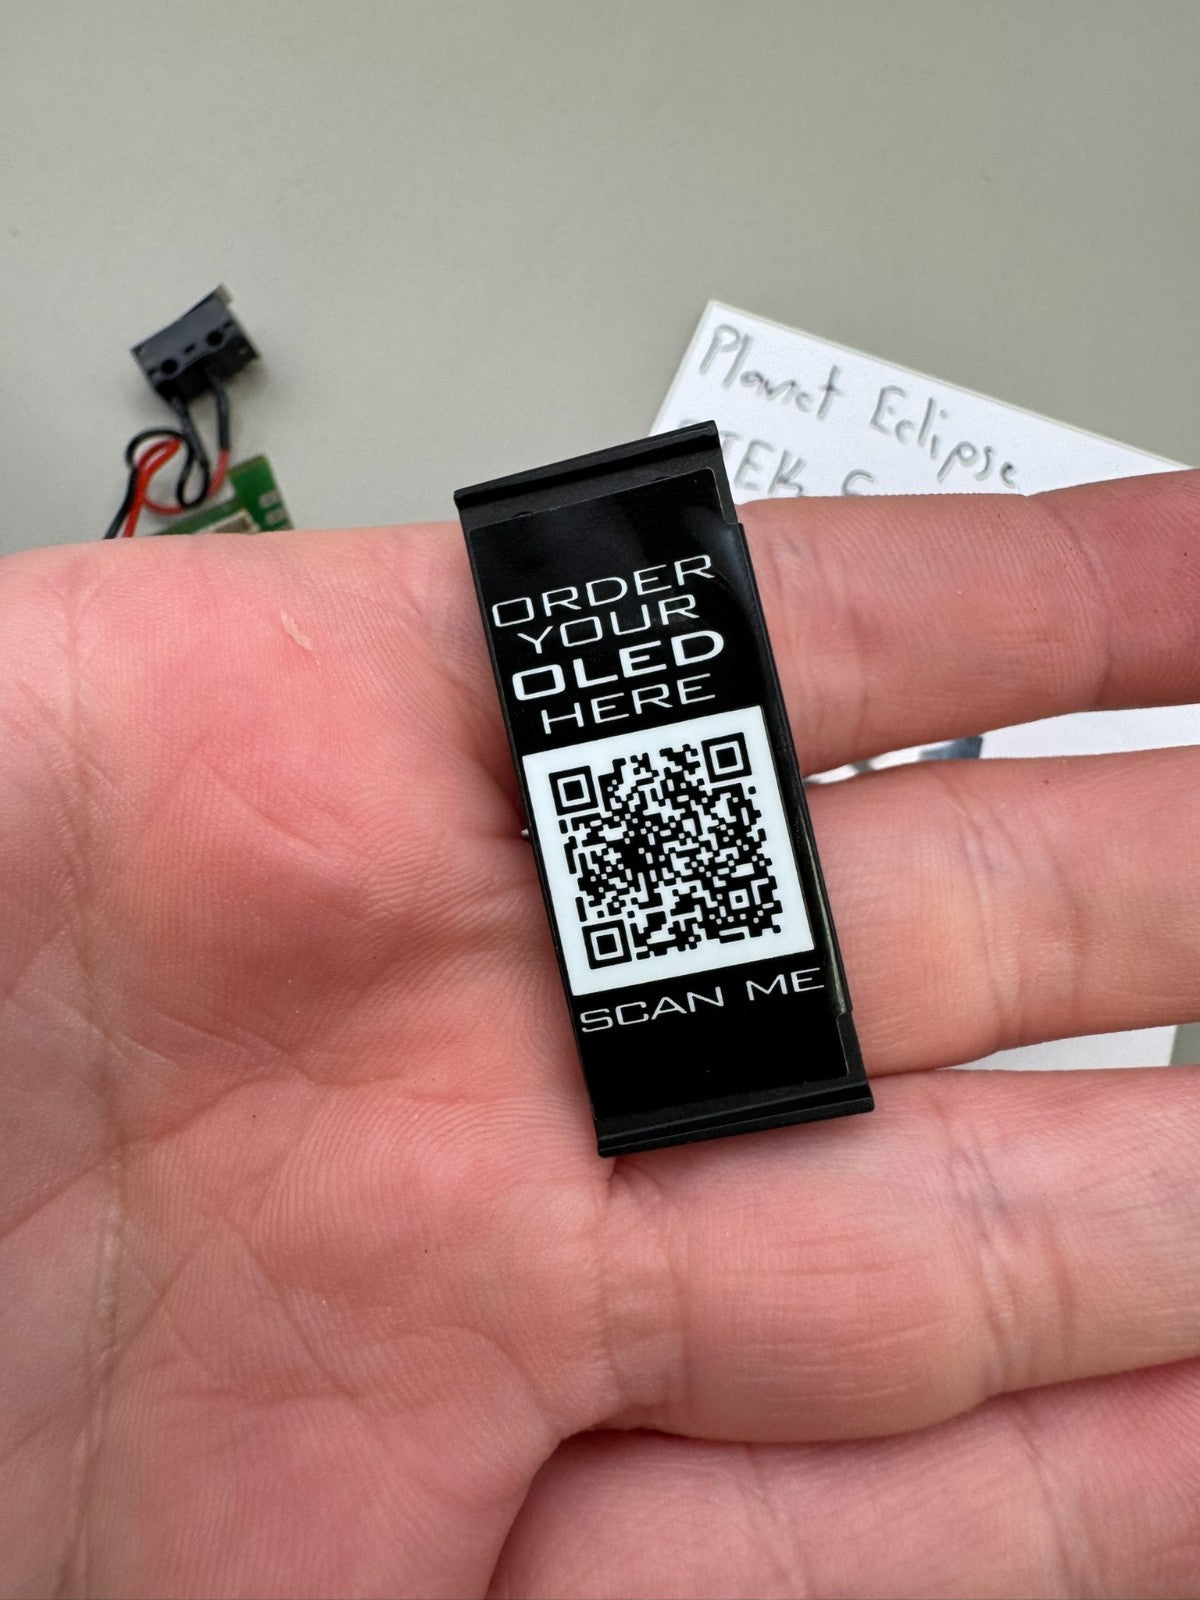 Planet Eclipse
ORDER
YOUR
OLED
HERE
SCAN ME